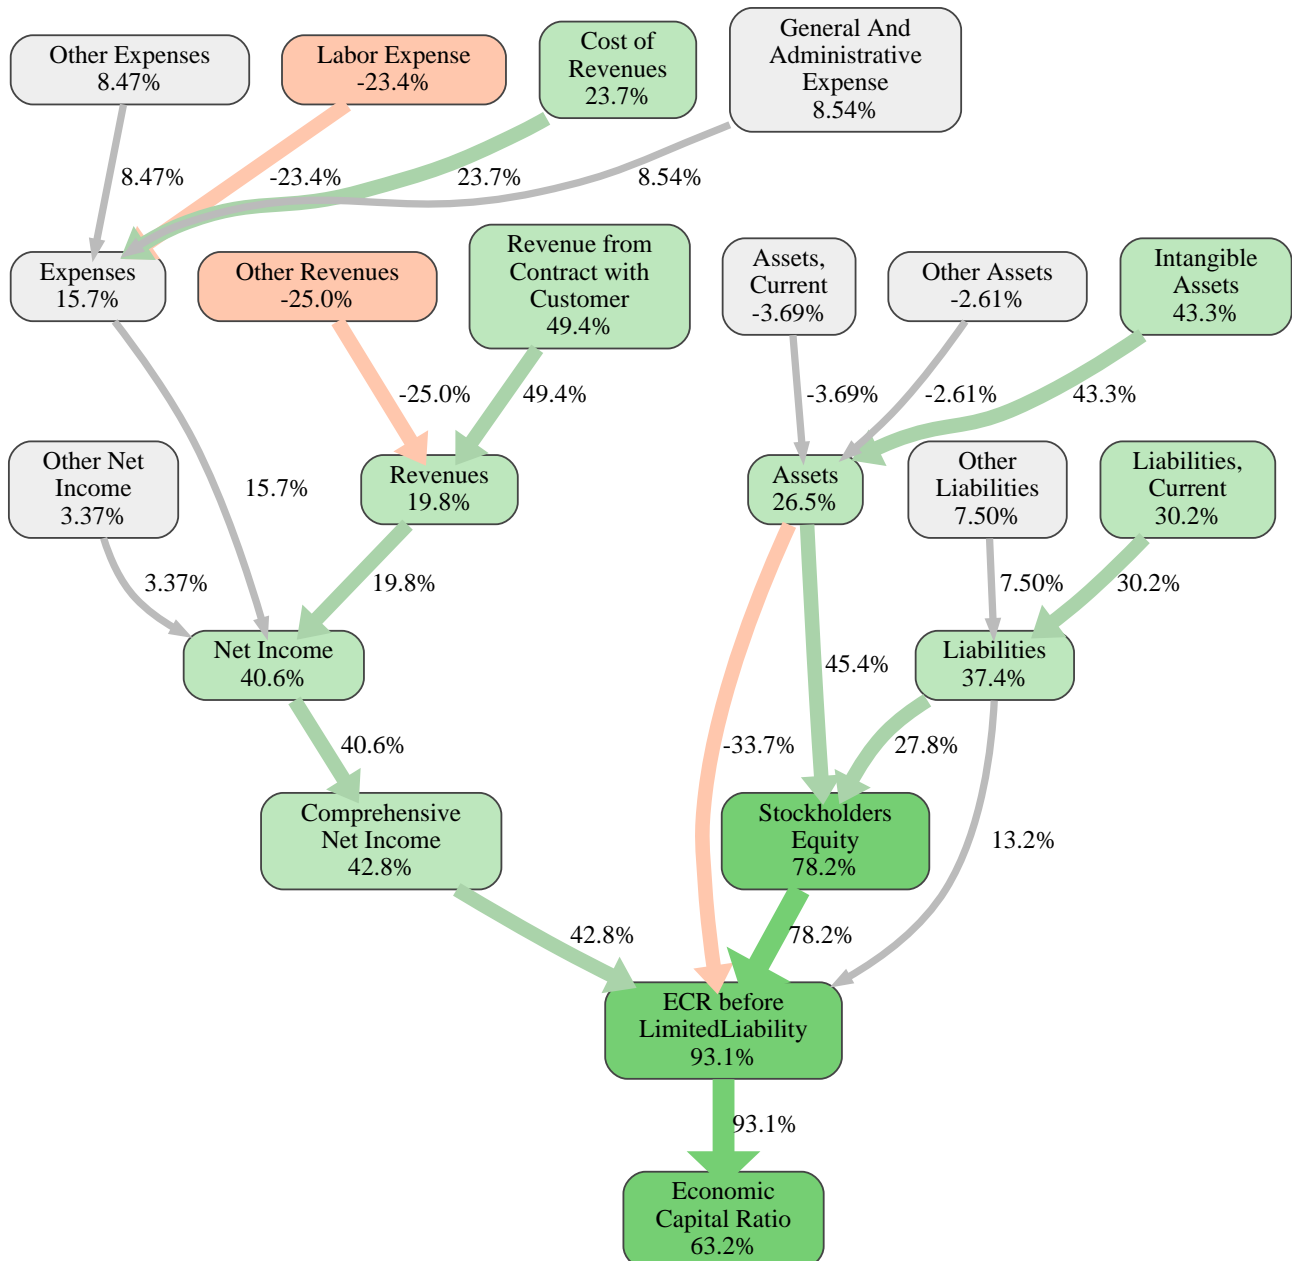 Other Expenses
8.47%
Labor Expense
-23.4%
Cost of
Revenues
23.7%
General And
Administrative
Expense
8.54%
8.47%
-23.4%
23.7%
8.54%
Expenses
15.7%
Other Revenues
-25.0%
Revenue from
Contract with
Customer
49.4%
Assets,
Current
-3.69%
Other Assets
-2.61%
Intangible
Assets
43.3%
-25.0%
49.4%
-3.69%
-2.61%
43.3%
Other Net
Income
3.37%
15.7%
Revenues
19.8%
Assets
26.5%
Other
Liabilities
7.50%
Liabilities,
Current
30.2%
3.37%
19.8%
7.50%
30.2%
Net Income
40.6%
45.4%
Liabilities
37.4%
40.6%
-33.7%
27.8%
Comprehensive
Net Income
42.8%
Stockholders
Equity
78.2%
13.2%
42.8%
78.2%
ECR before
LimitedLiability
93.1%
93.1%
Economic
Capital Ratio
63.2%